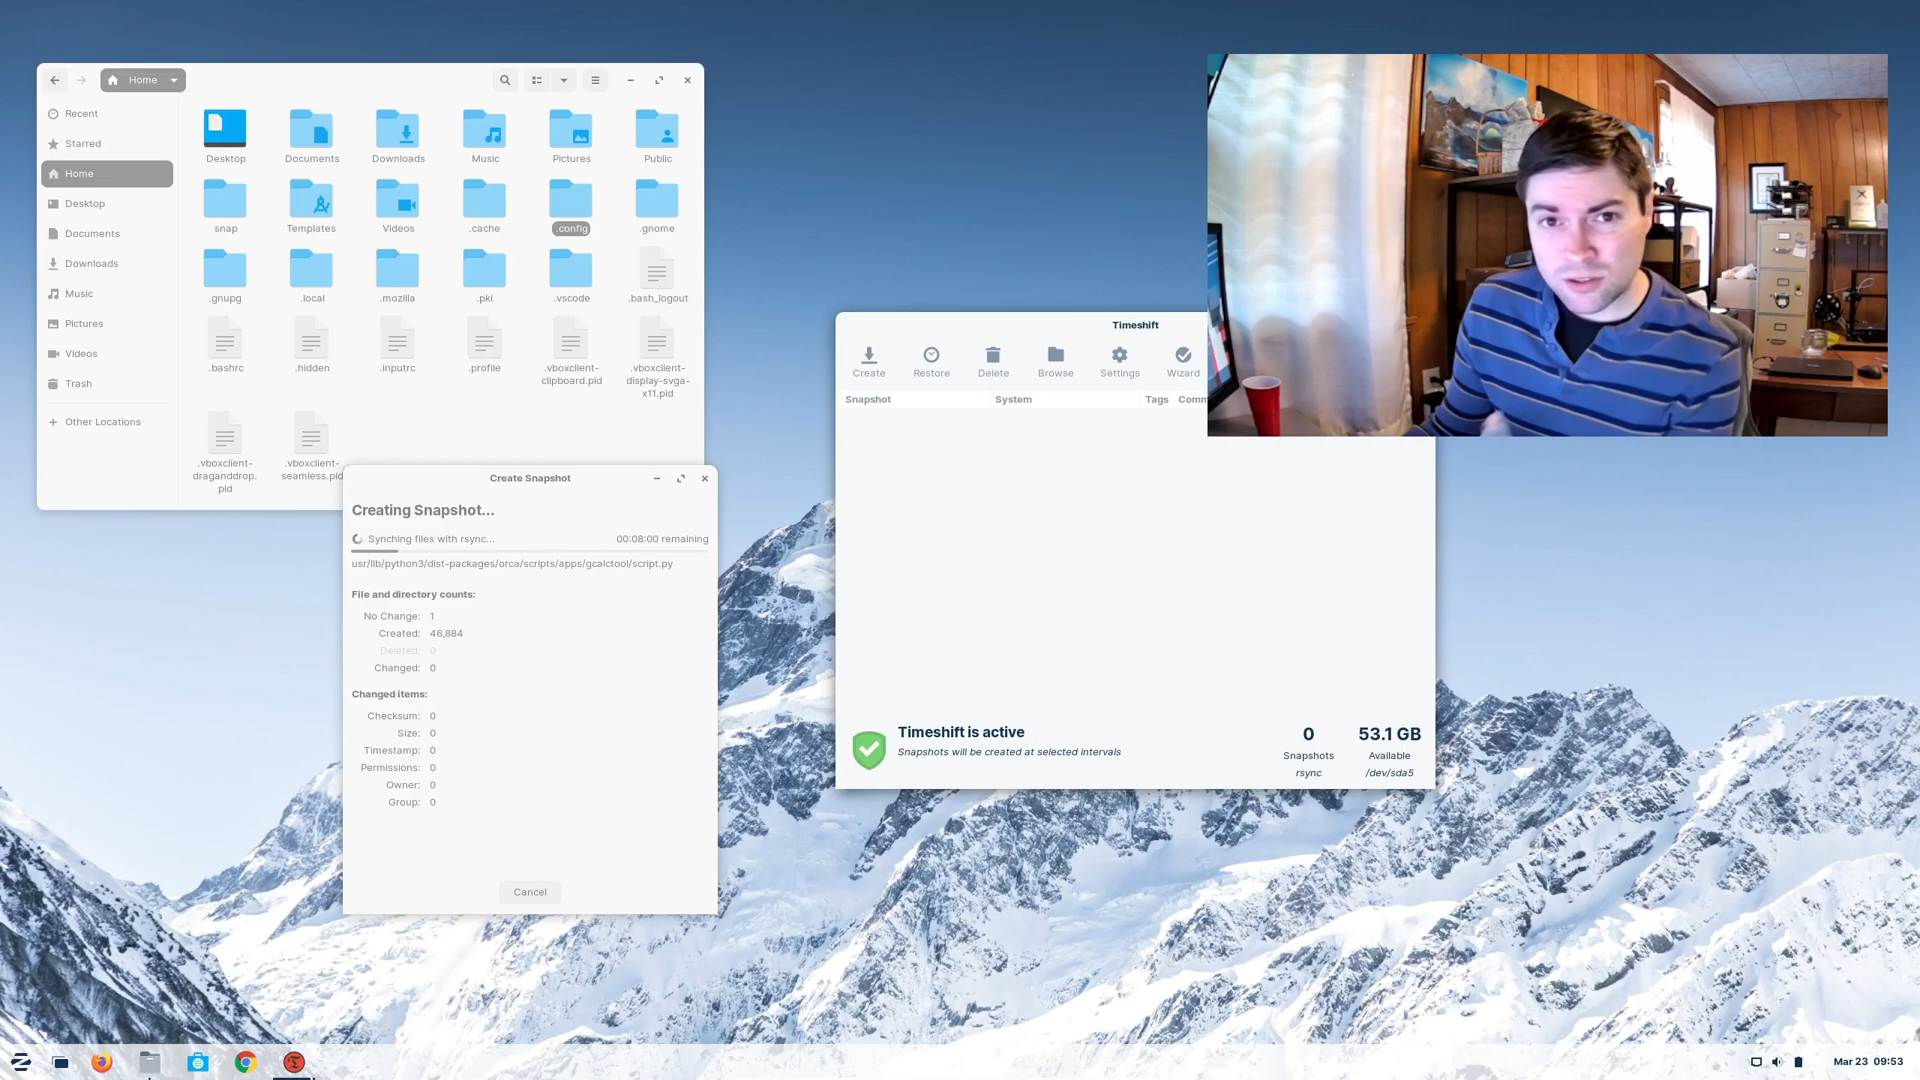 Home
Recent
Starred
Home
Desktop
Documents
Downloads
Music
Pictures
Videos
Trash
Other Locations
Desktop
Documents
Downloads
Music
Pictures
Public
snap
Templates
Videos
.cache
.config
.gnome
.gnupg
.local
.mozilla
.pki
.vscode
.bash_logout
.bashrc
.hidden
.inputrc
.profile
.vboxclient-
clipboard.pid
.vboxclient-
display-svga-
x11.pid
.vboxclient-
draganddrop.
pid
.vboxclient-
seamless.pid
Create Snapshot
Creating Snapshot...
Synching files with rsync...
00:08:00 remaining
usr/lib/python3/dist-packages/orca/scripts/apps/gcalctool/script.py
File and directory counts:
No Change: 1
Created: 46,884
Deleted: 0
Changed: 0
Changed items:
Checksum: 0
Size: 0
Timestamp: 0
Permissions: 0
Owner: 0
Group: 0
Cancel
Timeshift
Create
Restore
Delete
Browse
Settings
Wizard
Snapshot
System
Tags
Comm
Timeshift is active
Snapshots will be created at selected intervals
0
Snapshots
rsync
53.1 GB
Available
/dev/sda5
Mar 23 09:53